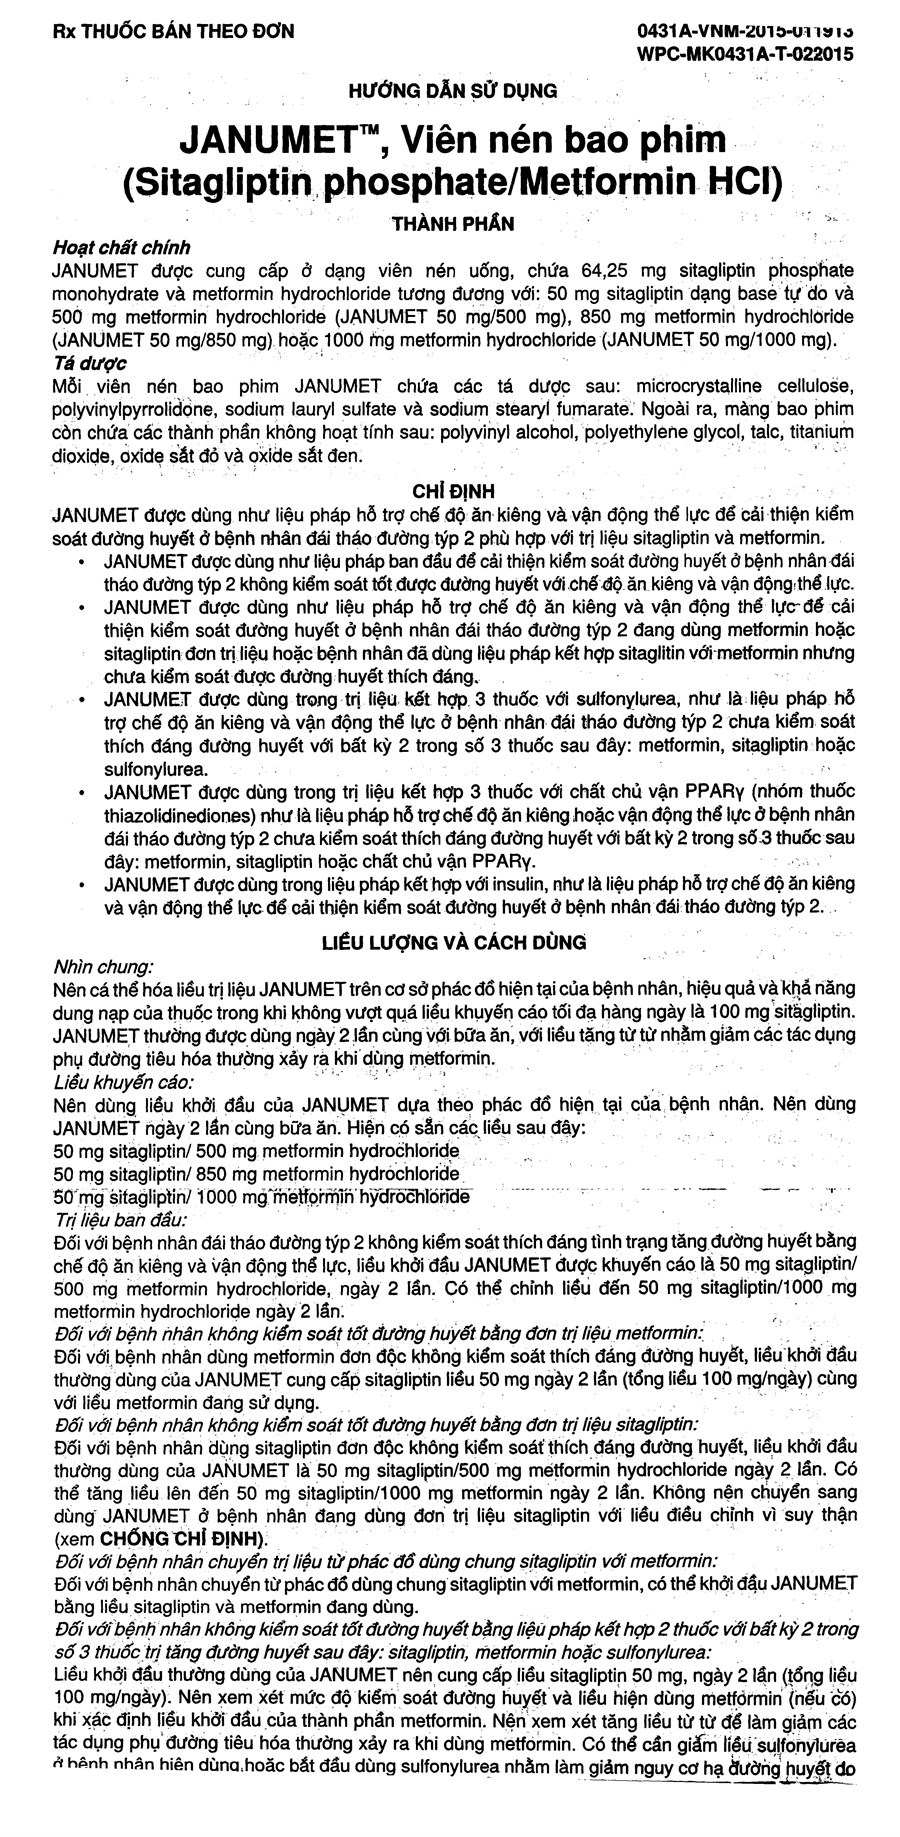 Rx THUỐC BÁN THEO ĐƠN
0431A-VNM-2015-011913
WPC-MK0431A-T-022015
HƯỚNG DẪN SỬ DỤNG
JANUMET™, Viên nén bao phim
(Sitagliptin phosphate/Metformin HCl)
THÀNH PHẦN
Hoạt chất chính
JANUMET được cung cấp ở dạng viên nén uống, chứa 64,25 mg sitagliptin phosphate
monohydrate và metformin hydrochloride tương đương với: 50 mg sitagliptin dạng base tự do và
500 mg metformin hydrochloride (JANUMET 50 mg/500 mg), 850 mg metformin hydrochloride
(JANUMET 50 mg/850 mg) hoặc 1000 mg metformin hydrochloride (JANUMET 50 mg/1000 mg).
Tá dược
Mỗi viên nén bao phim JANUMET chứa các tá dược sau: microcrystalline cellulose,
polyvinylpyrrolidone, sodium lauryl sulfate và sodium stearyl fumarate. Ngoài ra, màng bao phim
còn chứa các thành phần không hoạt tính sau: polyvinyl alcohol, polyethylene glycol, talc, titanium
dioxide, oxide sắt đỏ và oxide sắt đen.
CHỈ ĐỊNH
JANUMET được dùng như liệu pháp hỗ trợ chế độ ăn kiêng và vận động thể lực để cải thiện kiểm
soát đường huyết ở bệnh nhân đái tháo đường týp 2 phù hợp với trị liệu sitagliptin và metformin.
• JANUMET được dùng như liệu pháp ban đầu để cải thiện kiểm soát đường huyết ở bệnh nhân đái
tháo đường týp 2 không kiểm soát tốt được đường huyết với chế độ ăn kiêng và vận động thể lực.
• JANUMET được dùng như liệu pháp hỗ trợ chế độ ăn kiêng và vận động thể lực để cải
thiện kiểm soát đường huyết ở bệnh nhân đái tháo đường týp 2 đang dùng metformin hoặc
sitagliptin đơn trị liệu hoặc bệnh nhân đã dùng liệu pháp kết hợp sitaglitin với metformin nhưng
chưa kiểm soát được đường huyết thích đáng.
• JANUMET được dùng trong trị liệu kết hợp 3 thuốc với sulfonylurea, như là liệu pháp hỗ
trợ chế độ ăn kiêng và vận động thể lực ở bệnh nhân đái tháo đường týp 2 chưa kiểm soát
thích đáng đường huyết với bất kỳ 2 trong số 3 thuốc sau đây: metformin, sitagliptin hoặc
sulfonylurea.
• JANUMET được dùng trong trị liệu kết hợp 3 thuốc với chất chủ vận PPARγ (nhóm thuốc
thiazolidinediones) như là liệu pháp hỗ trợ chế độ ăn kiêng hoặc vận động thể lực ở bệnh nhân
đái tháo đường týp 2 chưa kiểm soát thích đáng đường huyết với bất kỳ 2 trong số 3 thuốc sau
đây: metformin, sitagliptin hoặc chất chủ vận PPARγ.
• JANUMET được dùng trong liệu pháp kết hợp với insulin, như là liệu pháp hỗ trợ chế độ ăn kiêng
và vận động thể lực để cải thiện kiểm soát đường huyết ở bệnh nhân đái tháo đường týp 2.
LIỀU LƯỢNG VÀ CÁCH DÙNG
Nhìn chung:
Nên cá thể hóa liều trị liệu JANUMET trên cơ sở phác đồ hiện tại của bệnh nhân, hiệu quả và khả năng
dung nạp của thuốc trong khi không vượt quá liều khuyến cáo tối đa hàng ngày là 100 mg sitagliptin.
JANUMET thường được dùng ngày 2 lần cùng với bữa ăn, với liều tăng từ từ nhằm giảm các tác dụng
phụ đường tiêu hóa thường xảy ra khi dùng metformin.
Liều khuyến cáo:
Nên dùng liều khởi đầu của JANUMET dựa theo phác đồ hiện tại của bệnh nhân. Nên dùng
JANUMET ngày 2 lần cùng bữa ăn. Hiện có sẵn các liều sau đây:
50 mg sitagliptin/ 500 mg metformin hydrochloride
50 mg sitagliptin/ 850 mg metformin hydrochloride
50 mg sitagliptin/ 1000 mg metformin hydrochloride
Trị liệu ban đầu:
Đối với bệnh nhân đái tháo đường týp 2 không kiểm soát thích đáng tình trạng tăng đường huyết bằng
chế độ ăn kiêng và vận động thể lực, liều khởi đầu JANUMET được khuyến cáo là 50 mg sitagliptin/
500 mg metformin hydrochloride, ngày 2 lần. Có thể chỉnh liều đến 50 mg sitagliptin/1000 mg
metformin hydrochloride ngày 2 lần.
Đối với bệnh nhân không kiểm soát tốt đường huyết bằng đơn trị liệu metformin:
Đối với bệnh nhân dùng metformin đơn độc không kiểm soát thích đáng đường huyết, liều khởi đầu
thường dùng của JANUMET cung cấp sitagliptin liều 50 mg ngày 2 lần (tổng liều 100 mg/ngày) cùng
với liều metformin đang sử dụng.
Đối với bệnh nhân không kiểm soát tốt đường huyết bằng đơn trị liệu sitagliptin:
Đối với bệnh nhân dùng sitagliptin đơn độc không kiểm soát thích đáng đường huyết, liều khởi đầu
thường dùng của JANUMET là 50 mg sitagliptin/500 mg metformin hydrochloride ngày 2 lần. Có
thể tăng liều lên đến 50 mg sitagliptin/1000 mg metformin ngày 2 lần. Không nên chuyển sang
dùng JANUMET ở bệnh nhân đang dùng đơn trị liệu sitagliptin với liều điều chỉnh vì suy thận
(xem CHỐNG CHỈ ĐỊNH).
Đối với bệnh nhân chuyển trị liệu từ phác đồ dùng chung sitagliptin với metformin:
Đối với bệnh nhân chuyển từ phác đồ dùng chung sitagliptin với metformin, có thể khởi đầu JANUMET
bằng liều sitagliptin và metformin đang dùng.
Đối với bệnh nhân không kiểm soát tốt đường huyết bằng liệu pháp kết hợp 2 thuốc với bất kỳ 2 trong
số 3 thuốc trị tăng đường huyết sau đây: sitagliptin, metformin hoặc sulfonylurea:
Liều khởi đầu thường dùng của JANUMET nên cung cấp liều sitagliptin 50 mg, ngày 2 lần (tổng liều
100 mg/ngày). Nên xem xét mức độ kiểm soát đường huyết và liều hiện dùng metformin (nếu có)
khi xác định liều khởi đầu của thành phần metformin. Nên xem xét tăng liều từ từ để làm giảm các
tác dụng phụ đường tiêu hóa thường xảy ra khi dùng metformin. Có thể cần giảm liều sulfonylurea
ở bệnh nhân hiện dùng hoặc bắt đầu dùng sulfonylurea nhằm làm giảm nguy cơ hạ đường huyết do